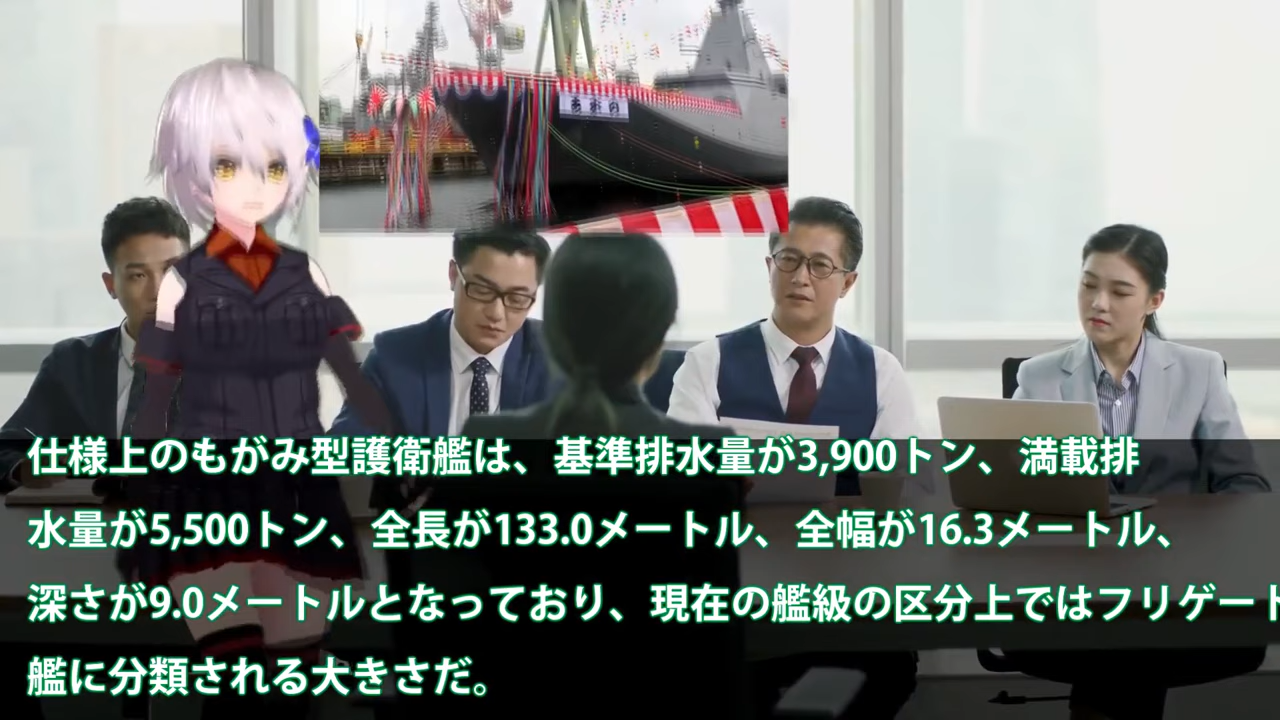 もがみ
仕様上のもがみ型護衛艦は、基準排水量が3,900トン、満載排
水量が5,500トン、全長が133.0メートル、全幅が16.3メートル、
深さが9.0メートルとなっており、現在の艦級の区分上ではフリゲート
艦に分類される大きさだ。